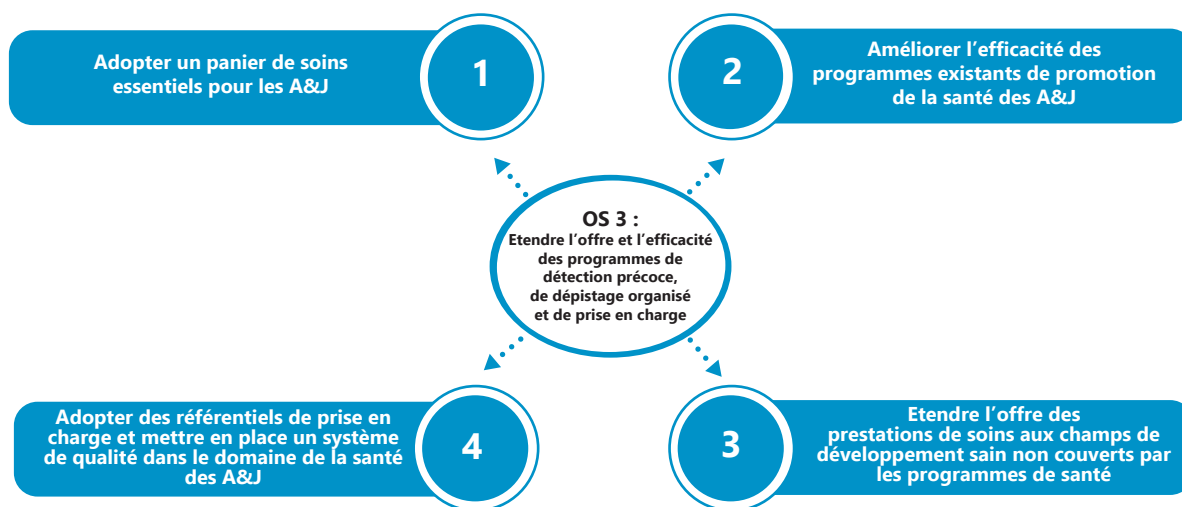 Adopter un panier de soins
essentiels pour les A&J
1
2
Améliorer l’efficacité des
programmes existants de promotion
de la santé des A&J
OS 3 :
Etendre l’offre et l’efficacité
des programmes de
détection précoce,
de dépistage organisé
et de prise en charge
Adopter des référentiels de prise en
charge et mettre en place un système
de qualité dans le domaine de la santé
des A&J
4
3
Etendre l’offre des
prestations de soins aux champs de
développement sain non couverts par
les programmes de santé